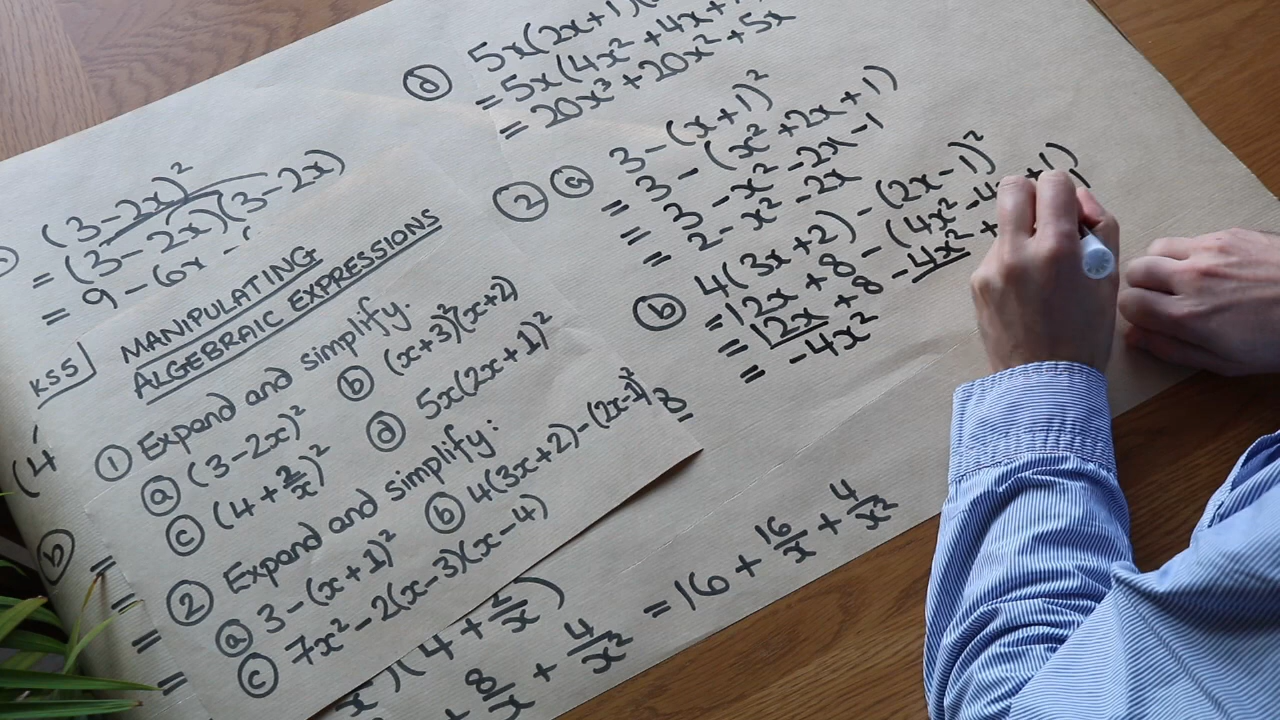 (3-2x)²
= (3-2x)(3-2x)
= 9 - 6x -
KS5
MANIPULATING
ALGEBRAIC EXPRESSIONS
① Expand and simplify.
ⓐ (3-2x)² ⓑ (x+3)²(x+2)
ⓒ (4+2/x)² ⓓ 5x(2x+1)²
② Expand and simplify:
ⓐ 3-(x+1)² ⓑ 4(3x+2)-(2x-1)²
ⓒ 7x²-2(x-3)(x-4)
(4
ⓑ =
=
=
=
)(4+2/x)
+ 8/x + 4/x²
= 16 + 16/x + 4/x²
ⓓ 5x(2x+1)(
= 5x(4x²+4x+
= 20x³+20x²+5x
② ⓐ 3-(x+1)²
= 3-(x²+2x+1)
= 3-x²-2x-1
= 2-x²-2x
ⓑ 4(3x+2)-(2x-1)²
= 12x+8-(4x²-4 +1)
= 12x+8-4x²+
= -4x²